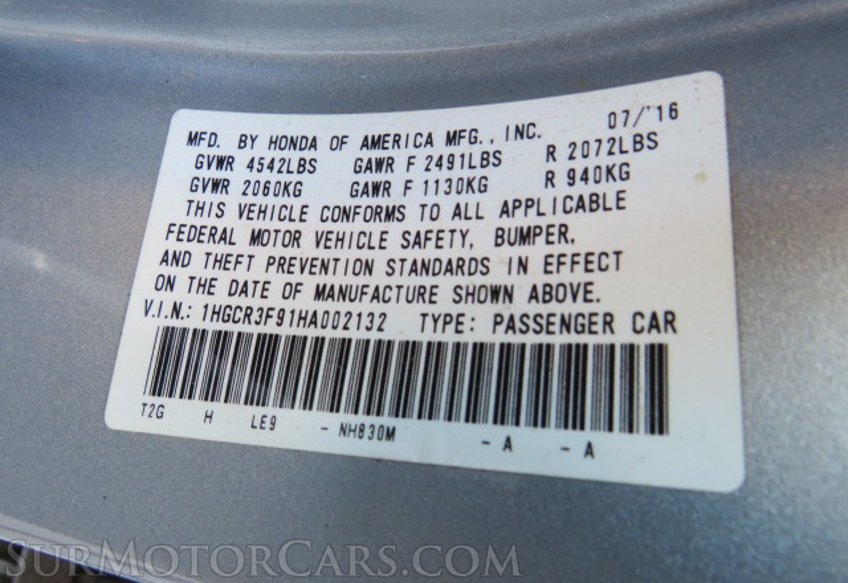 07/'16
MFD. BY HONDA OF AMERICA MFG., INC.
GVWR 4542LBS GAWR F 2491LBS R 2072LBS
GVWR 2060KG GAWR F 1130KG R 940KG
THIS VEHICLE CONFORMS TO ALL APPLICABLE
FEDERAL MOTOR VEHICLE SAFETY, BUMPER,
AND THEFT PREVENTION STANDARDS IN EFFECT
ON THE DATE OF MANUFACTURE SHOWN ABOVE.
V.I.N.: 1HGCR3F91HA002132 TYPE: PASSENGER CAR
T2G H LE9 - NH830M - A - A
SURMOTORCARS.COM